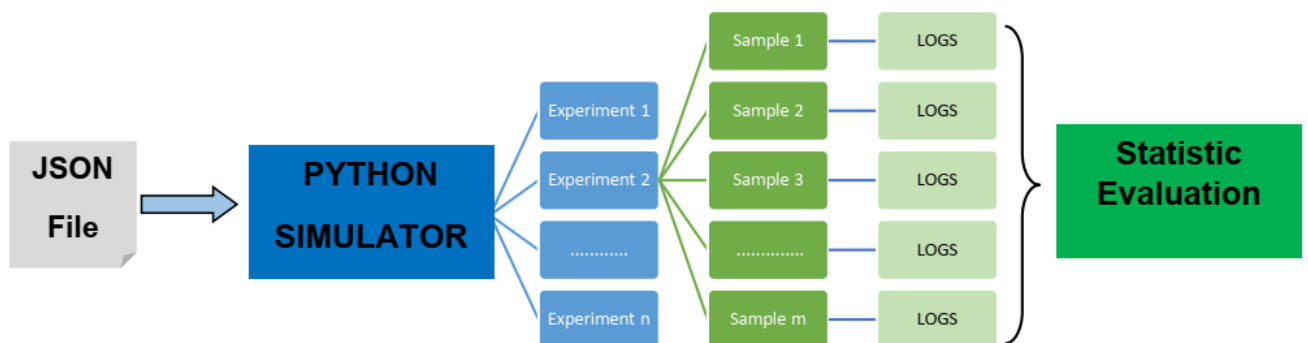 JSON
File
PYTHON
SIMULATOR
Experiment 1
Experiment 2
............
Experiment n
Sample 1
Sample 2
Sample 3
..............
Sample m
LOGS
LOGS
LOGS
LOGS
LOGS
Statistic
Evaluation